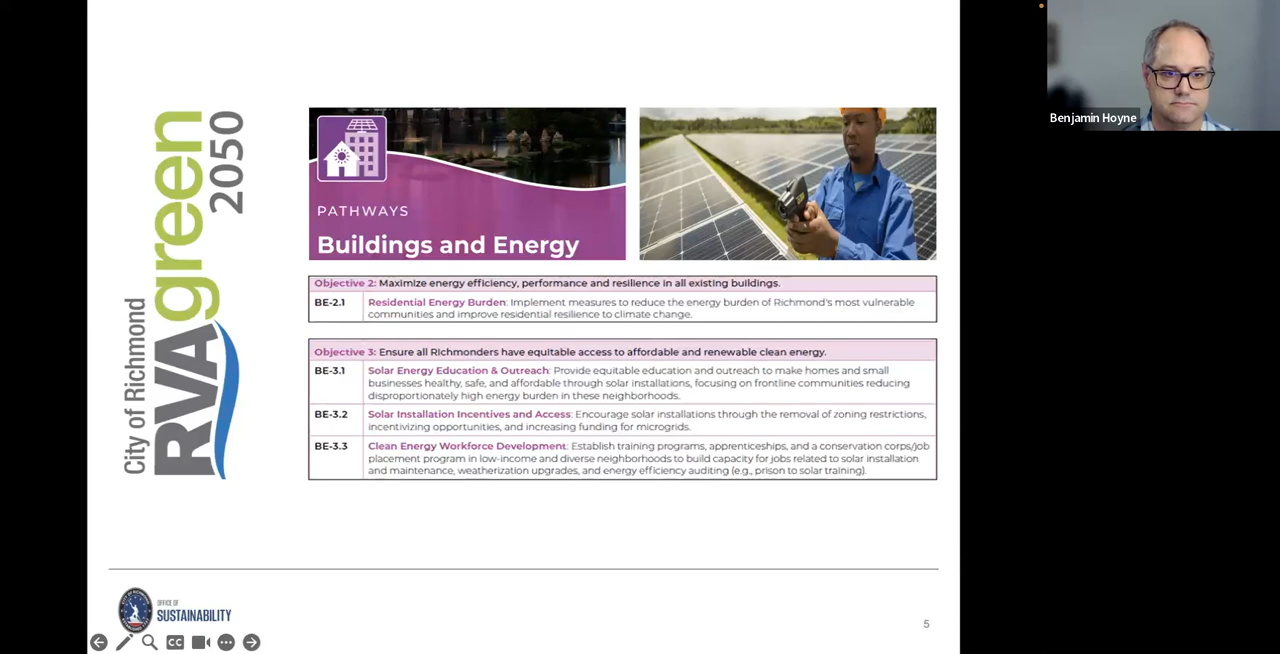 City of Richmond
RVAgreen
2050
PATHWAYS
Buildings and Energy
Objective 2: Maximize energy efficiency, performance and resilience in all existing buildings.
BE-2.1
Residential Energy Burden: Implement measures to reduce the energy burden of Richmond's most vulnerable
communities and improve residential resilience to climate change.
Objective 3: Ensure all Richmonders have equitable access to affordable and renewable clean energy.
BE-3.1
Solar Energy Education & Outreach: Provide equitable education and outreach to make homes and small
businesses healthy, safe, and affordable through solar installations, focusing on frontline communities reducing
disproportionately high energy burden in these neighborhoods.
BE-3.2
Solar Installation Incentives and Access: Encourage solar installations through the removal of zoning restrictions,
incentivizing opportunities, and increasing funding for microgrids.
BE-3.3
Clean Energy Workforce Development: Establish training programs, apprenticeships, and a conservation corps/job
placement program in low-income and diverse neighborhoods to build capacity for jobs related to solar installation
and maintenance, weatherization upgrades, and energy efficiency auditing (e.g., prison to solar training).
OFFICE OF
SUSTAINABILITY
5
CC
Benjamin Hoyne